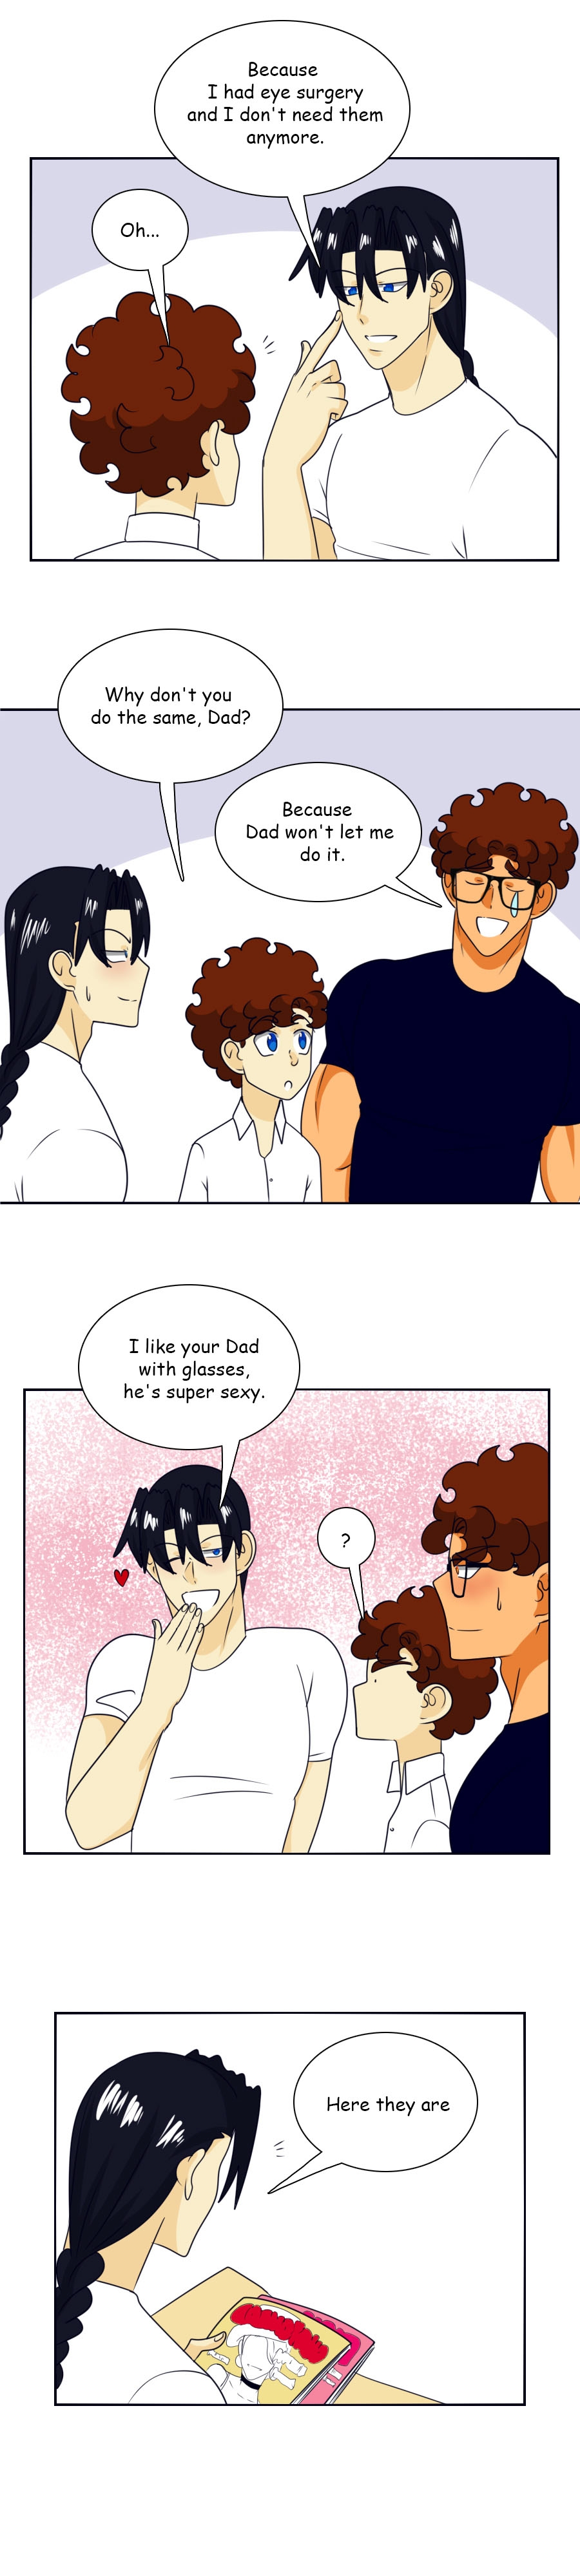 Because
I had eye surgery
and I don't need them
anymore.
Oh...
Why don't you
do the same, Dad?
Because
Dad won't let me
do it.
I like your Dad
with glasses,
he's super sexy.
?
Here they are